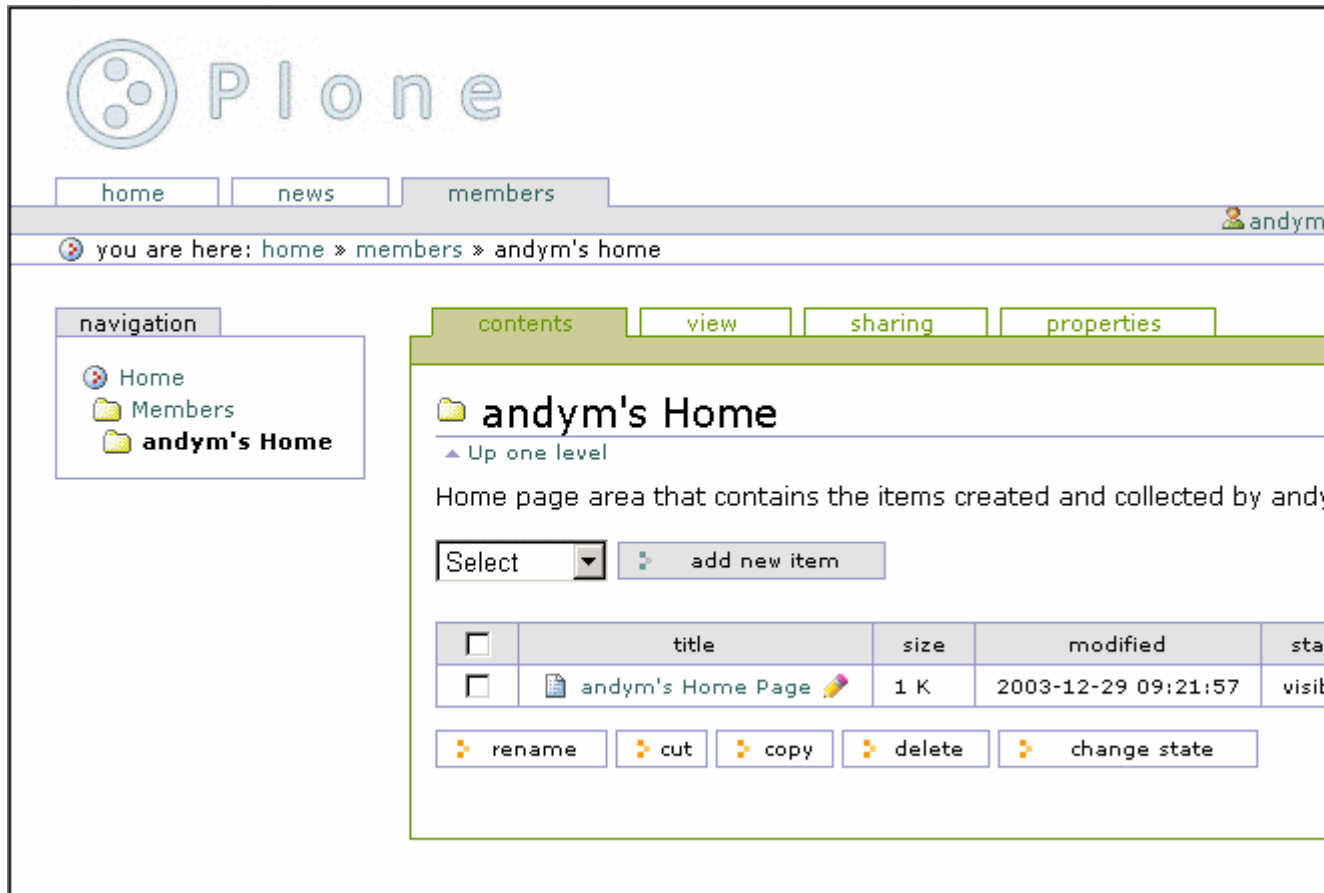 Plone
home news members
andym
you are here: home » members » andym's home
navigation
Home
Members
andym's Home
contents view sharing properties
andym's Home
Up one level
Home page area that contains the items created and collected by andy
Select add new item
title size modified sta
andym's Home Page 1 K 2003-12-29 09:21:57 visib
rename cut copy delete change state